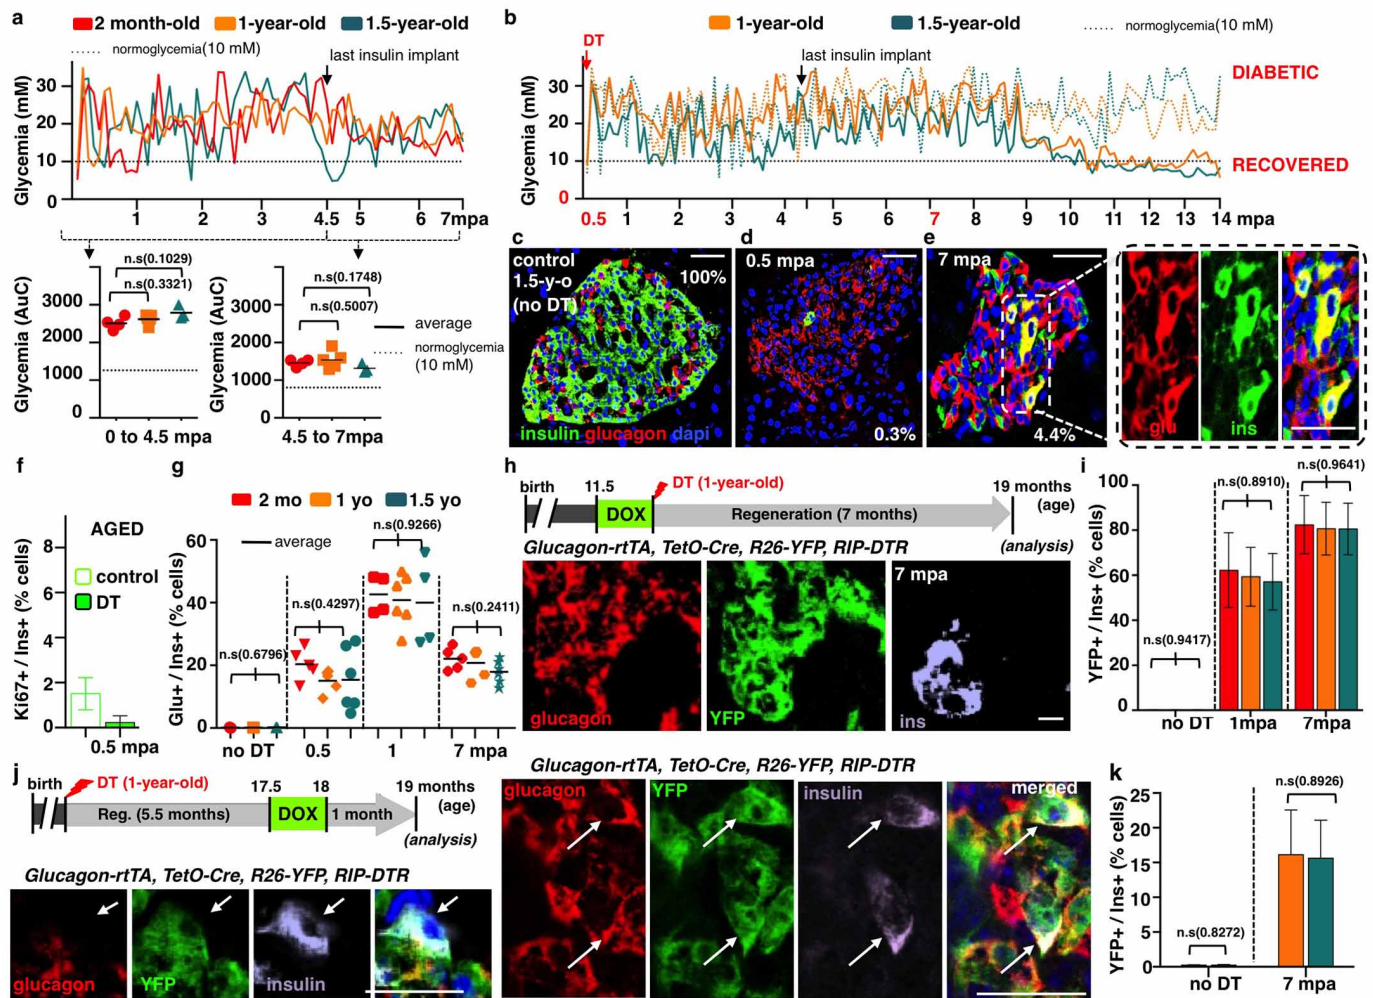 a
2 month-old
1-year-old
1.5-year-old
normoglycemia(10 mM)
last insulin implant
Glycemia (mM)
30
20
10
0
1
2
3
4.5
5
6
7mpa
Glycemia (AuC)
3000
2000
1000
0
n.s(0.1029)
n.s(0.3321)
0 to 4.5 mpa
Glycemia (AuC)
3000
2000
1000
0
n.s(0.1748)
n.s(0.5007)
4.5 to 7mpa
average
normoglycemia
(10 mM)
b
1-year-old
1.5-year-old
normoglycemia
(10 mM)
DT
last insulin implant
Glycemia (mM)
30
20
10
0
DIABETIC
RECOVERED
0.5
1
2
3
4
5
6
7
8
9
10
11
12
13
14 mpa
c
control
1.5-y-o
(no DT)
100%
insulin glucagon dapi
d
0.5 mpa
0.3%
e
7 mpa
4.4%
glu
ins
f
AGED
control
DT
Ki67+ / Ins+ (% cells)
8
6
4
2
0
0.5 mpa
g
2 mo
1 yo
1.5 yo
average
Glu+ / Ins+ (% cells)
60
40
20
0
n.s(0.6796)
n.s(0.4297)
n.s(0.9266)
n.s(0.2411)
no DT
0.5
1
7 mpa
h
birth
11.5
DT (1-year-old)
19 months
(age)
DOX
Regeneration (7 months)
(analysis)
Glucagon-rtTA, TetO-Cre, R26-YFP, RIP-DTR
glucagon
YFP
7 mpa
ins
i
YFP+ / Ins+ (% cells)
100
80
60
40
20
0
n.s(0.9417)
n.s(0.8910)
n.s(0.9641)
no DT
1mpa
7mpa
j
birth
DT (1-year-old)
17.5
18
19 months
(age)
Reg. (5.5 months)
DOX
1 month
(analysis)
Glucagon-rtTA, TetO-Cre, R26-YFP, RIP-DTR
glucagon
YFP
insulin
Glucagon-rtTA, TetO-Cre, R26-YFP, RIP-DTR
glucagon
YFP
insulin
merged
k
YFP+ / Ins+ (% cells)
25
20
15
10
5
0
n.s(0.8272)
n.s(0.8926)
no DT
7 mpa